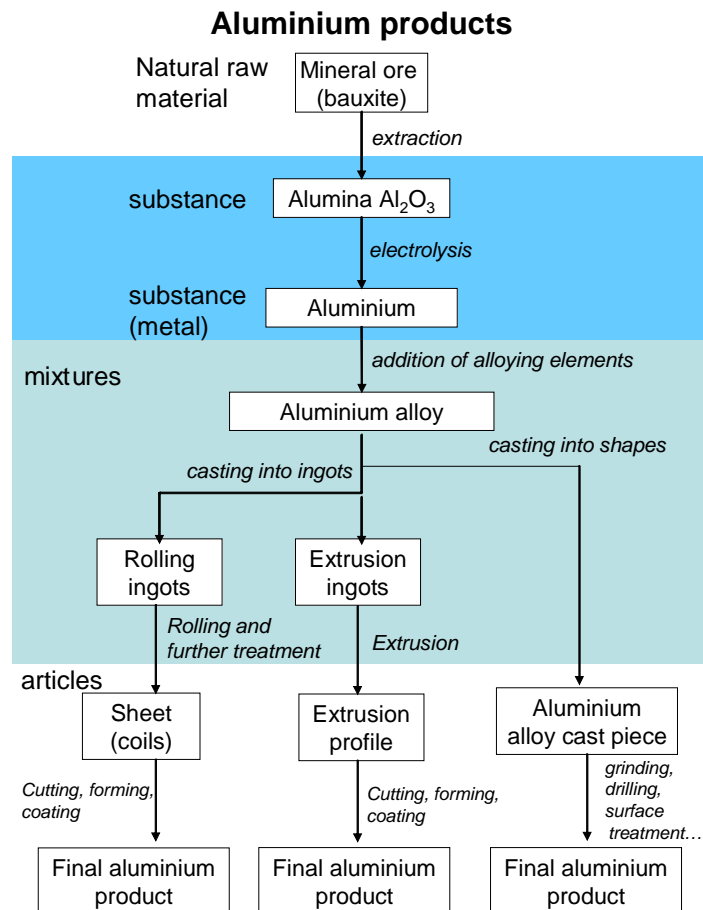 Aluminium products
Natural raw
material
Mineral ore
(bauxite)
extraction
substance
Alumina Al₂O₃
electrolysis
substance
(metal)
Aluminium
mixtures
addition of alloying elements
Aluminium alloy
casting into ingots
casting into shapes
Rolling
ingots
Extrusion
ingots
Rolling and
further treatment
Extrusion
articles
Sheet
(coils)
Extrusion
profile
Aluminium
alloy cast piece
Cutting, forming,
coating
Cutting, forming,
coating
grinding,
drilling,
surface
treatment…
Final aluminium
product
Final aluminium
product
Final aluminium
product